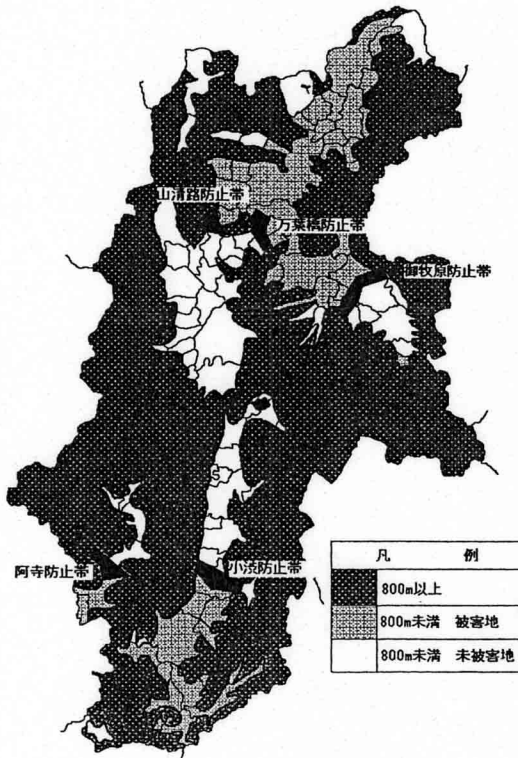 山清路防止帯
万葉橋防止帯
御牧原防止帯
阿寺防止帯
小渋防止帯
凡 例
800m以上
800m未満 被害地
800m未満 未被害地